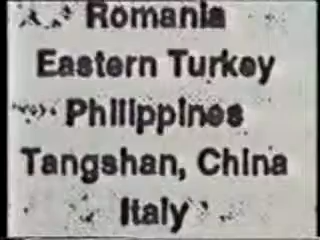 Romania
Eastern Turkey
Philippines
Tangshan, China
Italy